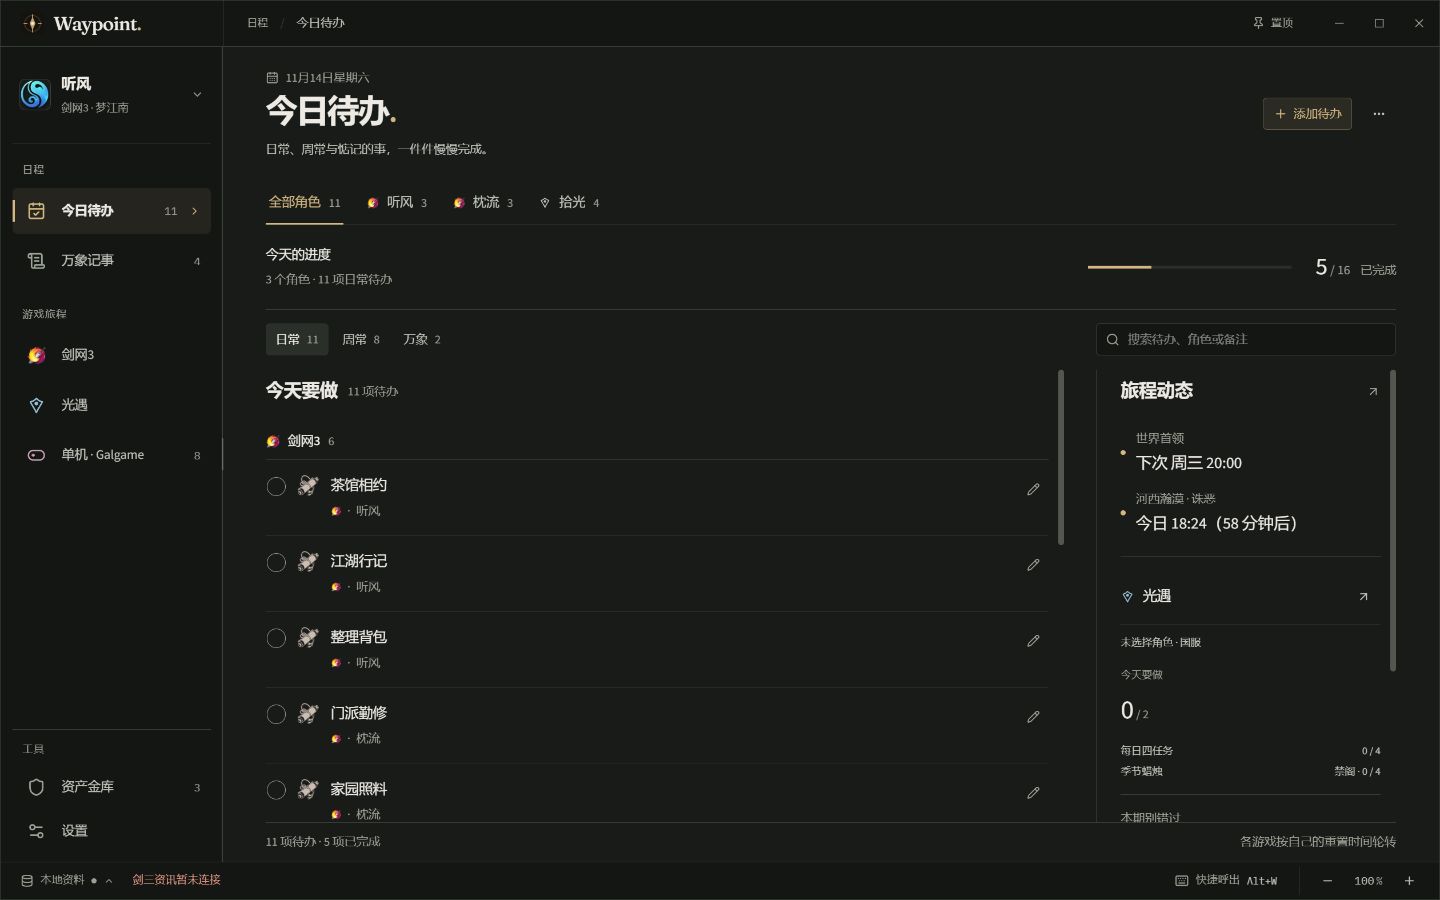 Waypoint.
日程 / 今日待办
置顶
听风
剑网3 · 梦江南
日程
今日待办 11
万象记事 4
游戏旅程
剑网3
光遇
单机 · Galgame 8
工具
资产金库 3
设置
11月14日星期六
今日待办.
日常、周常与惦记的事，一件件慢慢完成。
添加待办
全部角色 11 听风 3 枕流 3 拾光 4
今天的进度
3 个角色 · 11 项日常待办
5 / 16 已完成
日常 11 周常 8 万象 2
搜索待办、角色或备注
今天要做 11 项待办
剑网3 6
茶馆相约
· 听风
江湖行记
· 听风
整理背包
· 听风
门派勤修
· 枕流
家园照料
· 枕流
旅程动态
世界首领
下次 周三 20:00
河西瀚漠 · 诛恶
今日 18:24（58 分钟后）
光遇
未选择角色 · 国服
今天要做
0 / 2
每日四任务 0 / 4
季节蜡烛 禁阁 · 0 / 4
本期别错过
11 项待办 · 5 项已完成
各游戏按自己的重置时间轮转
本地资料
剑三资讯暂未连接
快捷呼出 Alt+W
100%